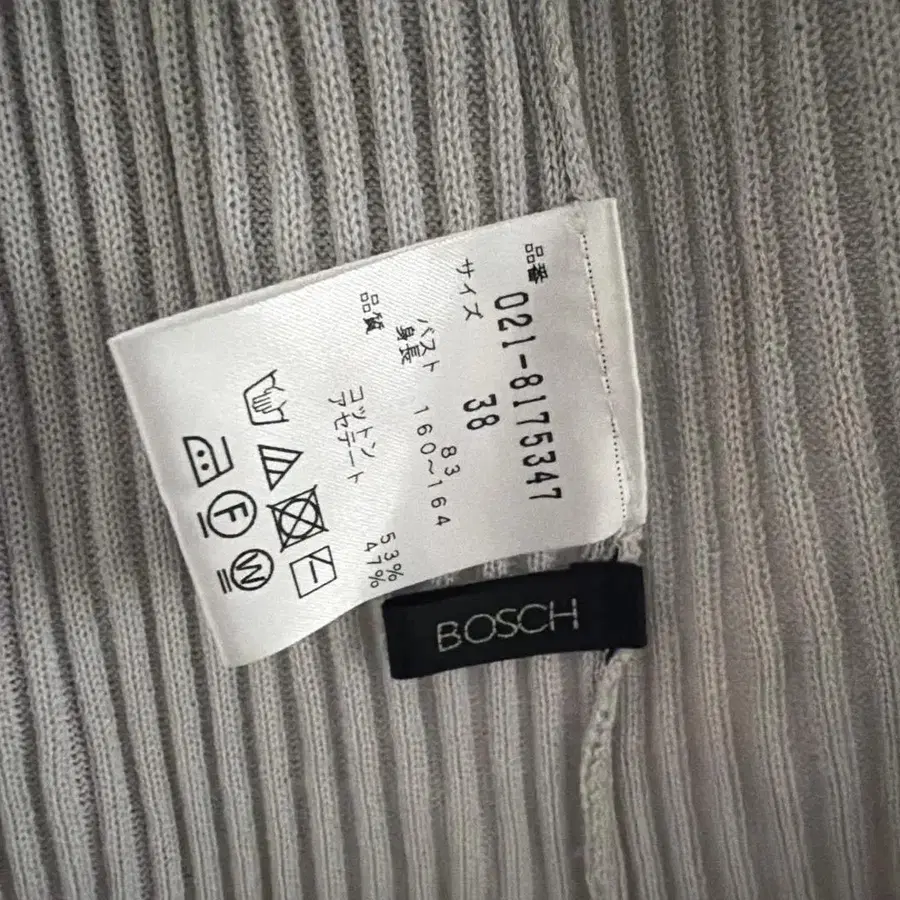 品番 021-8175347
サイズ 38
バスト 83
身長 160~164
品質
コットン 53%
アセテート 47%
F
W
BOSCH